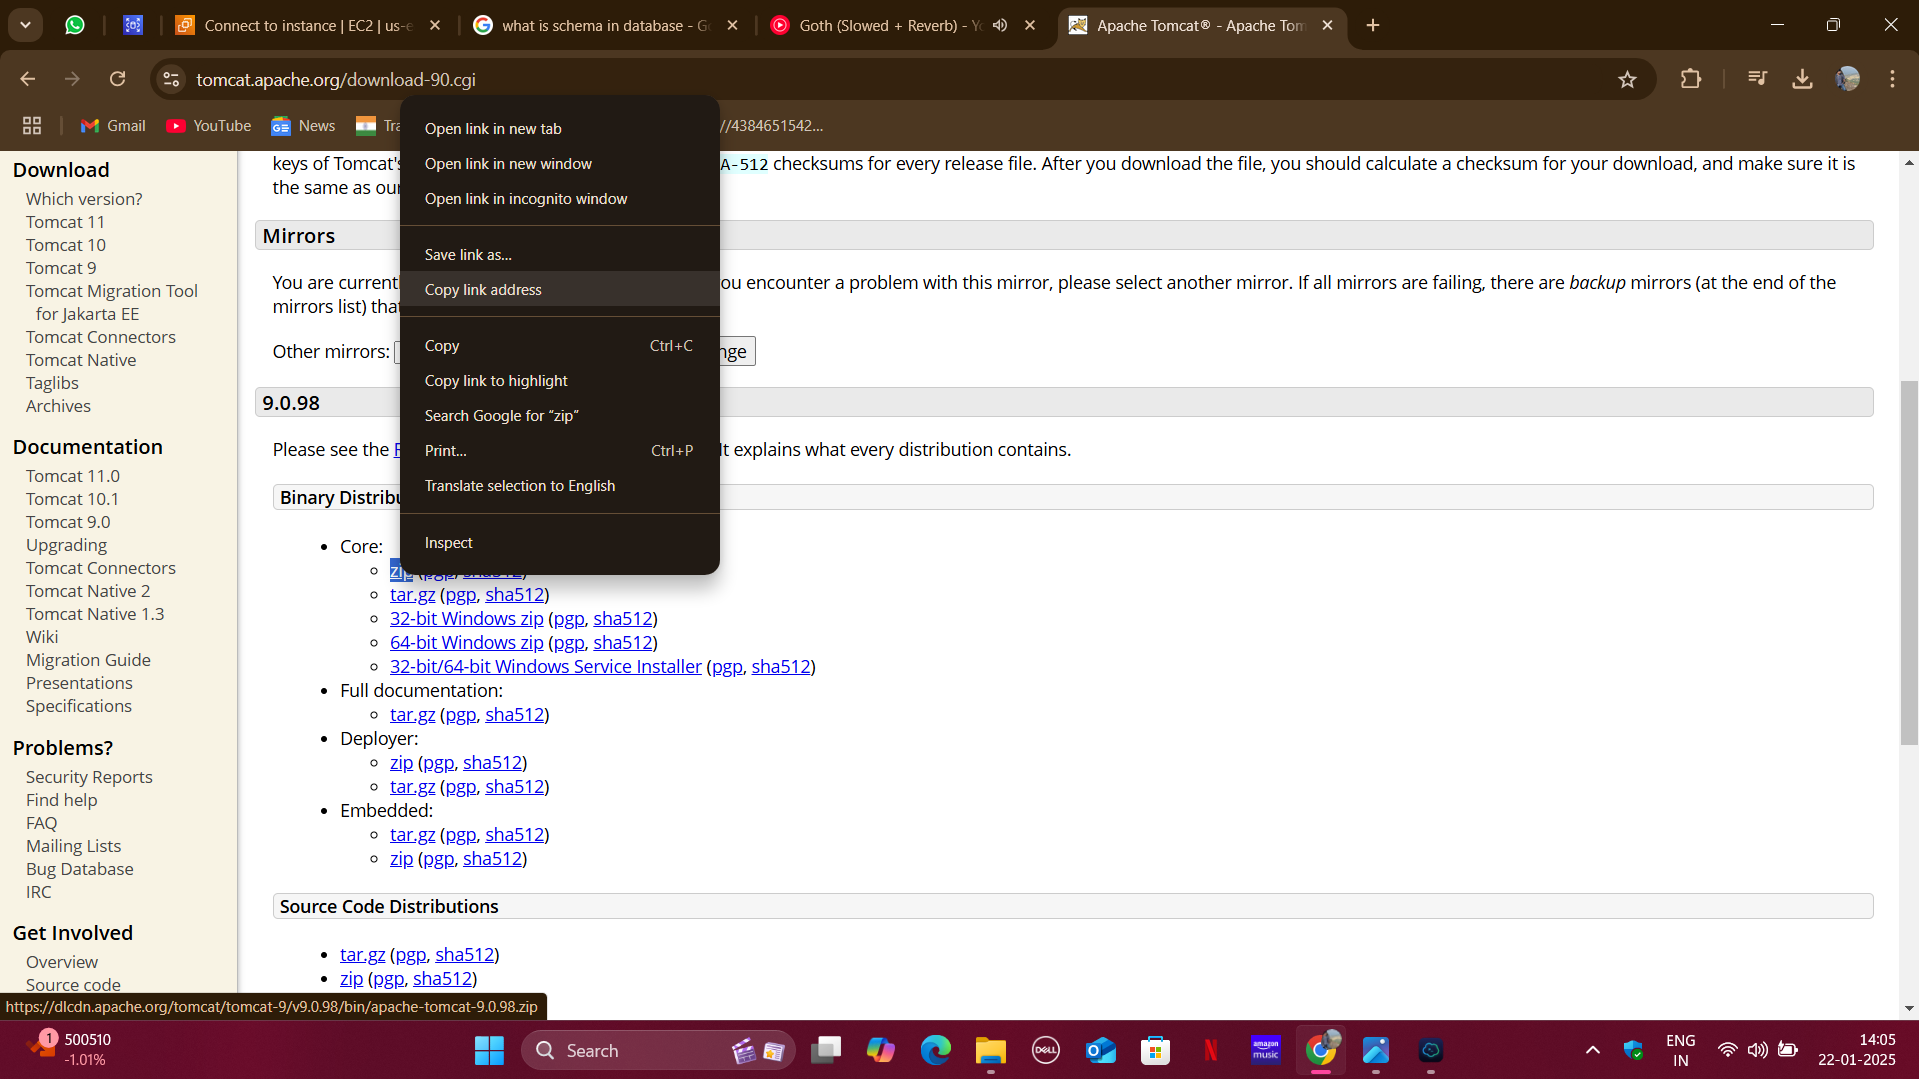 Connect to instance | EC2 | us-e
what is schema in database - Go
Goth (Slowed + Reverb) - Yo
Apache Tomcat® - Apache Tom
tomcat.apache.org/download-90.cgi
Gmail
YouTube
News
Tra
//4384651542...
Open link in new tab
Open link in new window
Open link in incognito window
Save link as...
Copy link address
Copy Ctrl+C
Copy link to highlight
Search Google for “zip”
Print... Ctrl+P
Translate selection to English
Inspect
Download
Which version?
Tomcat 11
Tomcat 10
Tomcat 9
Tomcat Migration Tool
for Jakarta EE
Tomcat Connectors
Tomcat Native
Taglibs
Archives
Documentation
Tomcat 11.0
Tomcat 10.1
Tomcat 9.0
Upgrading
Tomcat Connectors
Tomcat Native 2
Tomcat Native 1.3
Wiki
Migration Guide
Presentations
Specifications
Problems?
Security Reports
Find help
FAQ
Mailing Lists
Bug Database
IRC
Get Involved
Overview
Source code
keys of Tomcat's A-512 checksums for every release file. After you download the file, you should calculate a checksum for your download, and make sure it is
the same as our
Mirrors
You are current ou encounter a problem with this mirror, please select another mirror. If all mirrors are failing, there are backup mirrors (at the end of the
mirrors list) tha
Other mirrors: nge
9.0.98
Please see the It explains what every distribution contains.
Binary Distribu
Core:
zip (pgp, sha512)
tar.gz (pgp, sha512)
32-bit Windows zip (pgp, sha512)
64-bit Windows zip (pgp, sha512)
32-bit/64-bit Windows Service Installer (pgp, sha512)
Full documentation:
tar.gz (pgp, sha512)
Deployer:
zip (pgp, sha512)
tar.gz (pgp, sha512)
Embedded:
tar.gz (pgp, sha512)
zip (pgp, sha512)
Source Code Distributions
tar.gz (pgp, sha512)
zip (pgp, sha512)
https://dlcdn.apache.org/tomcat/tomcat-9/v9.0.98/bin/apache-tomcat-9.0.98.zip
1
500510
-1.01%
Search
DELL
amazon
music
ENG
IN
14:05
22-01-2025